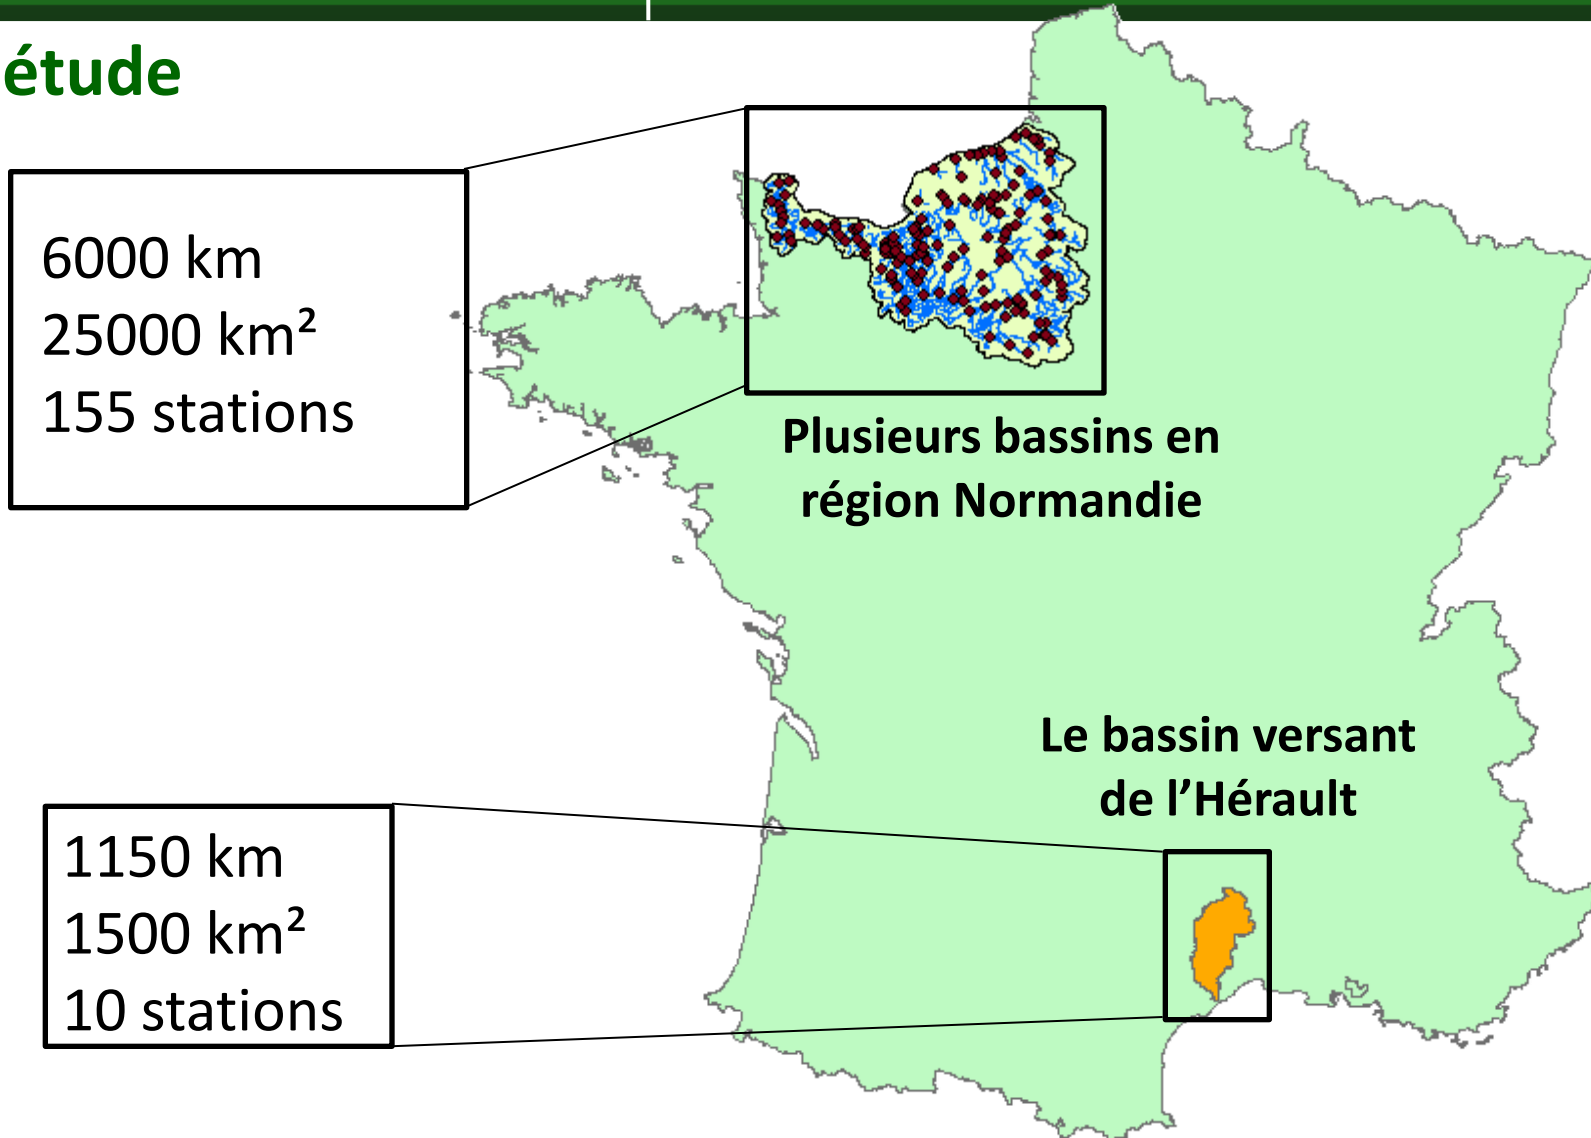 étude
6000 km
25000 km²
155 stations
Plusieurs bassins en
région Normandie
Le bassin versant
de l’Hérault
1150 km
1500 km²
10 stations